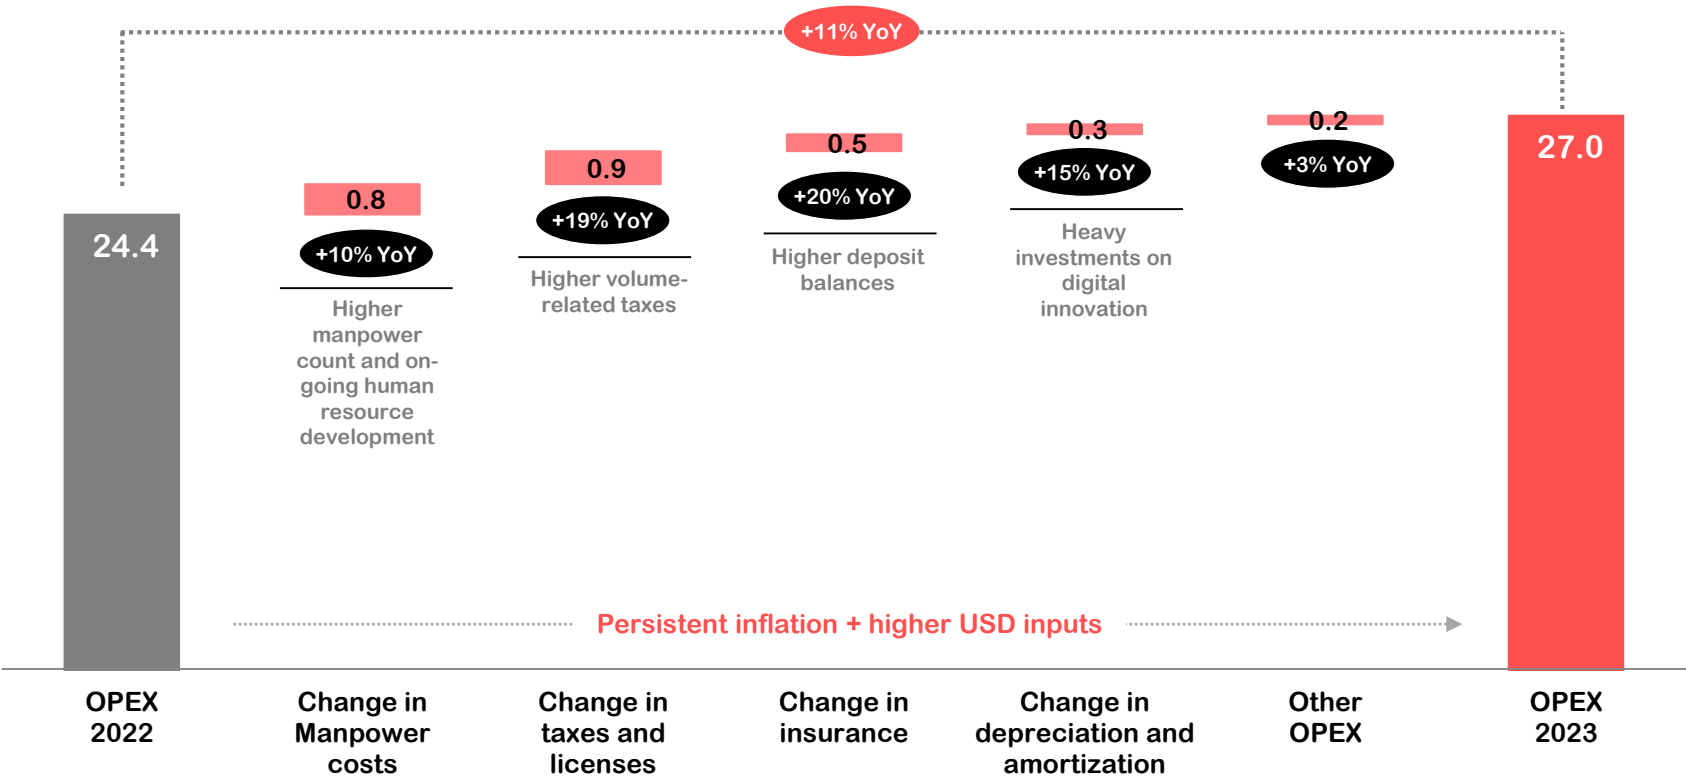 +11% YoY
24.4
0.8
+10% YoY
Higher
manpower
count and on-
going human
resource
development
0.9
+19% YoY
Higher volume-
related taxes
0.5
+20% YoY
Higher deposit
balances
0.3
+15% YoY
Heavy
investments on
digital
innovation
0.2
+3% YoY
27.0
Persistent inflation + higher USD inputs
OPEX
2022
Change in
Manpower
costs
Change in
taxes and
licenses
Change in
insurance
Change in
depreciation and
amortization
Other
OPEX
OPEX
2023